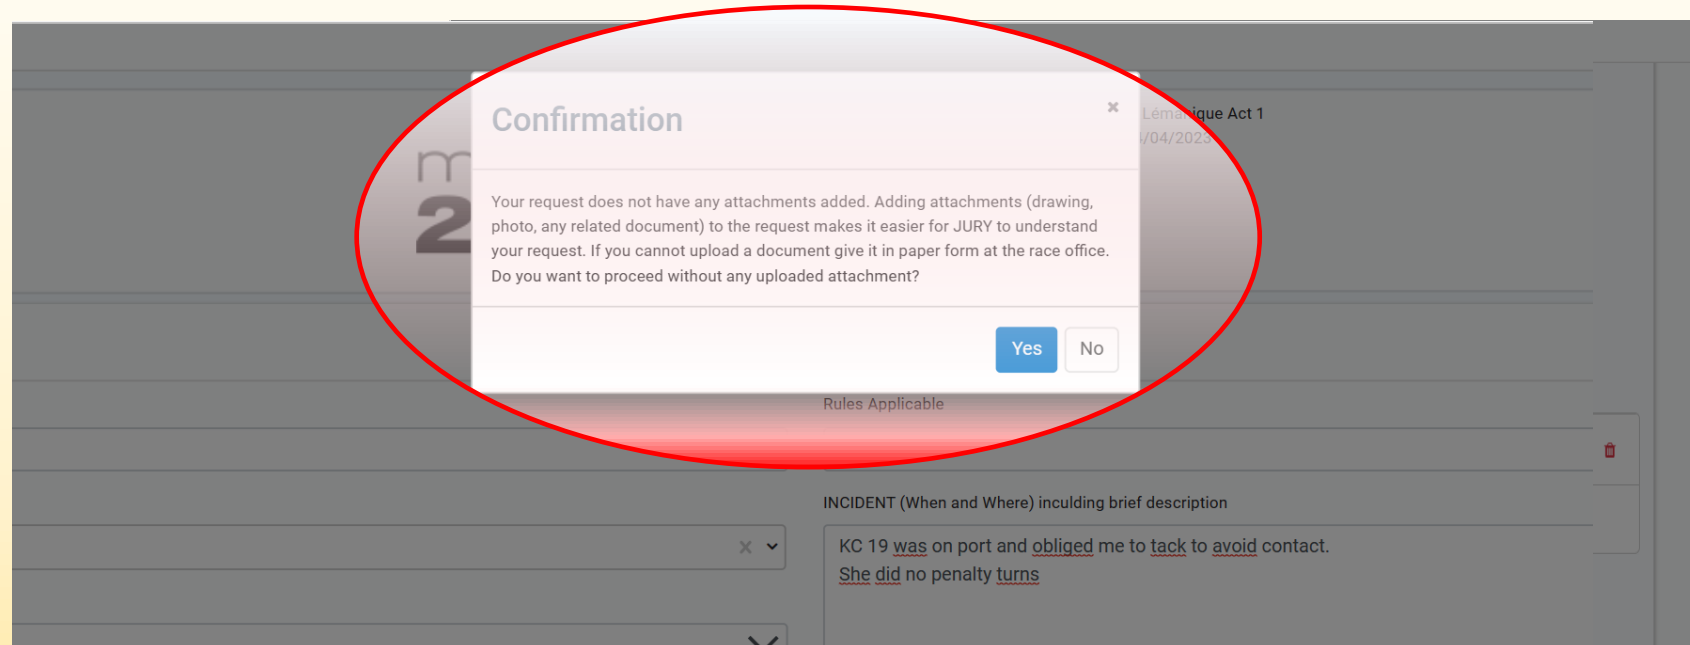 Confirmation
Lémanique Act 1
/04/2023
m
2
Your request does not have any attachments added. Adding attachments (drawing,
photo, any related document) to the request makes it easier for JURY to understand
your request. If you cannot upload a document give it in paper form at the race office.
Do you want to proceed without any uploaded attachment?
Yes No
Rules Applicable
INCIDENT (When and Where) inculding brief description
KC 19 was on port and obliged me to tack to avoid contact.
She did no penalty turns